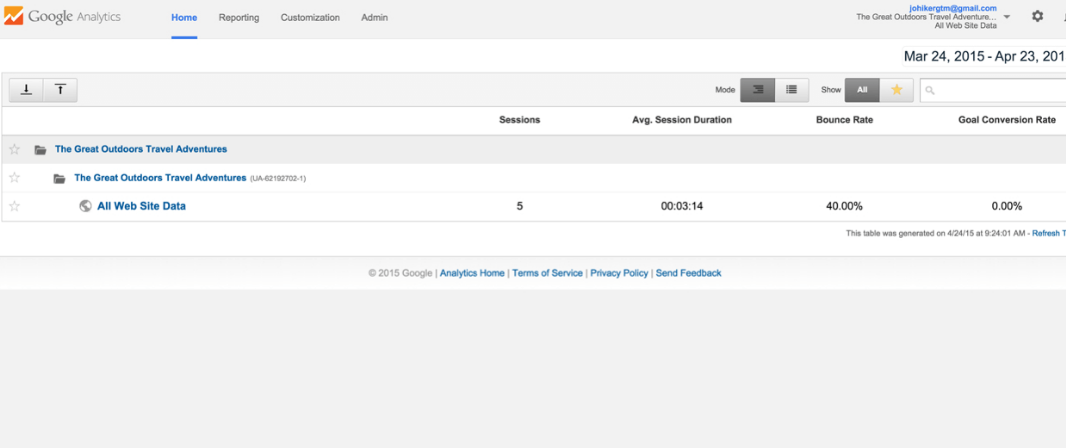 Google Analytics Home Reporting Customization Admin
johikergtm@gmail.com
The Great Outdoors Travel Adventure...
All Web Site Data
Mar 24, 2015 - Apr 23, 201
Mode Show All
Sessions Avg. Session Duration Bounce Rate Goal Conversion Rate
The Great Outdoors Travel Adventures
The Great Outdoors Travel Adventures (UA-62192702-1)
All Web Site Data 5 00:03:14 40.00% 0.00%
This table was generated on 4/24/15 at 9:24:01 AM - Refresh T
© 2015 Google | Analytics Home | Terms of Service | Privacy Policy | Send Feedback